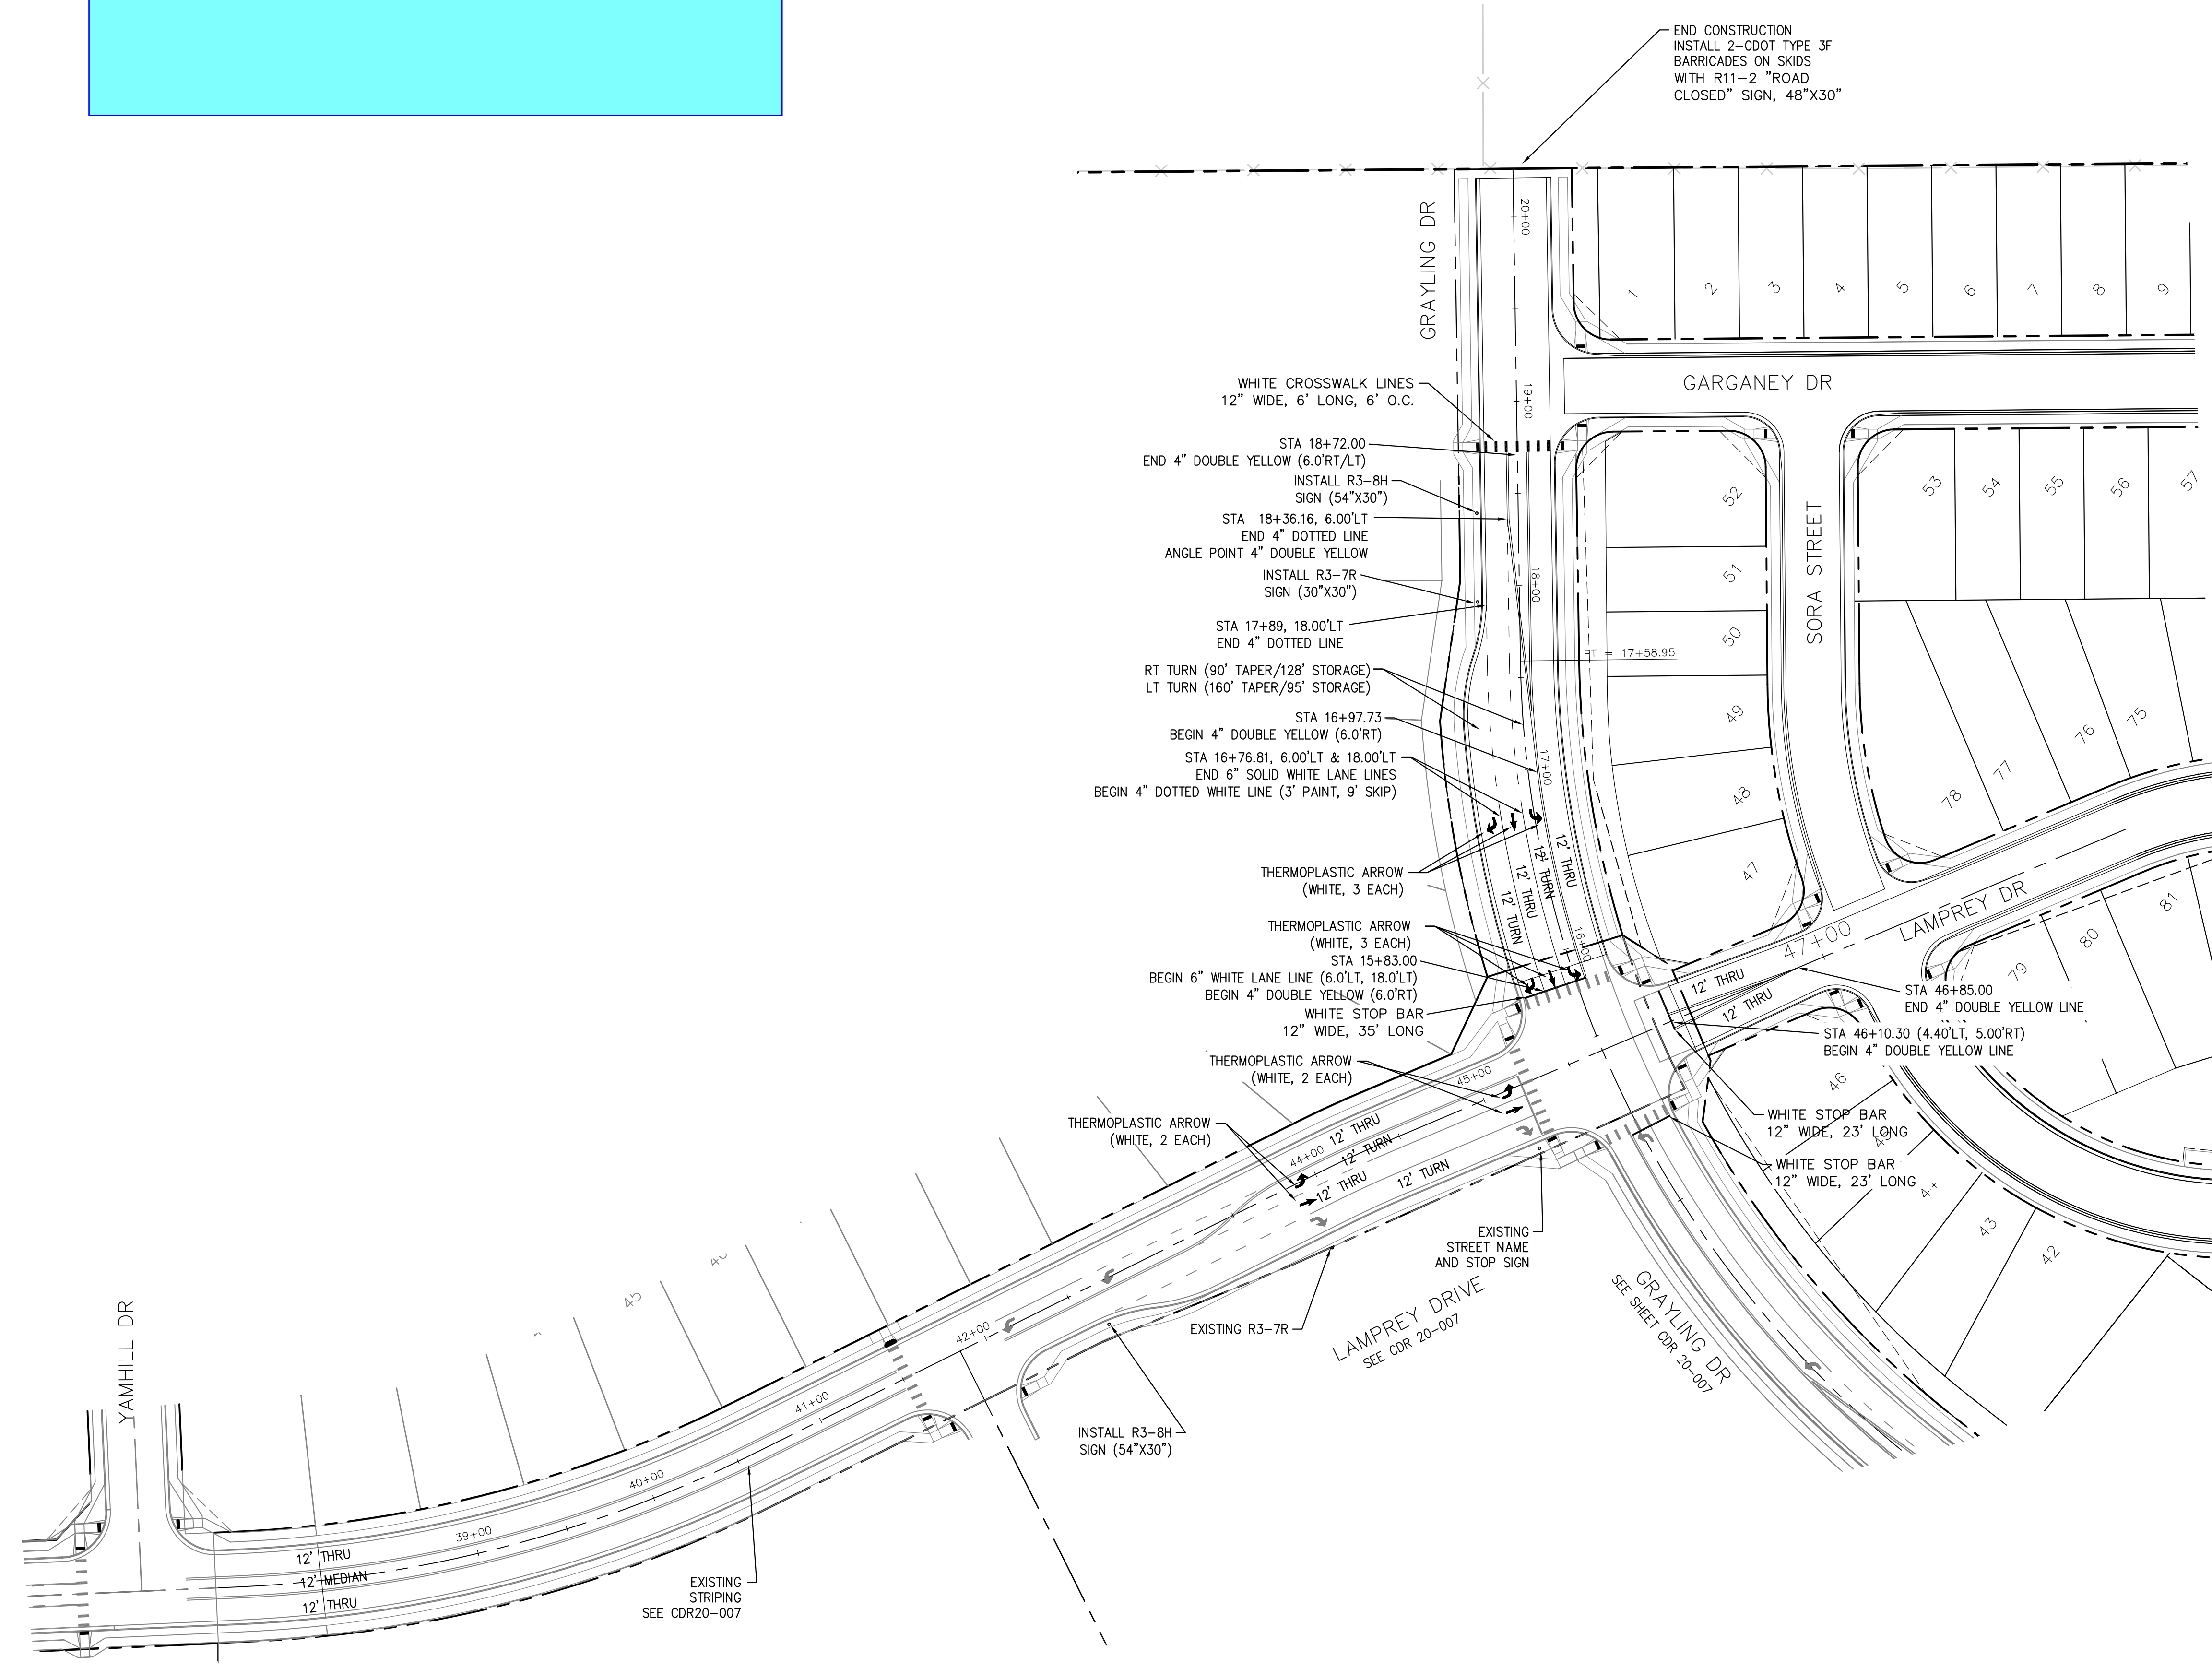 END CONSTRUCTION
INSTALL 2-CDOT TYPE 3F
BARRICADES ON SKIDS
WITH R11-2 "ROAD
CLOSED" SIGN, 48"X30"
GRAYLING DR
20+00
1
2
3
4
5
6
7
8
9
GARGANEY DR
19+00
WHITE CROSSWALK LINES
12" WIDE, 6' LONG, 6' O.C.
STA 18+72.00
END 4" DOUBLE YELLOW (6.0'RT/LT)
INSTALL R3-8H
SIGN (54"X30")
STA 18+36.16, 6.00'LT
END 4" DOTTED LINE
ANGLE POINT 4" DOUBLE YELLOW
INSTALL R3-7R
SIGN (30"X30")
18+00
STA 17+89, 18.00'LT
END 4" DOTTED LINE
PT = 17+58.95
RT TURN (90' TAPER/128' STORAGE)
LT TURN (160' TAPER/95' STORAGE)
STA 16+97.73
BEGIN 4" DOUBLE YELLOW (6.0'RT)
17+00
STA 16+76.81, 6.00'LT & 18.00'LT
END 6" SOLID WHITE LANE LINES
BEGIN 4" DOTTED WHITE LINE (3' PAINT, 9' SKIP)
52
51
50
49
48
47
SORA STREET
53
54
55
56
57
78
77
76
75
THERMOPLASTIC ARROW
(WHITE, 3 EACH)
12' TURN
12' THRU
12' TURN
12' THRU
THERMOPLASTIC ARROW
(WHITE, 3 EACH)
STA 15+83.00
BEGIN 6" WHITE LANE LINE (6.0'LT, 18.0'LT)
BEGIN 4" DOUBLE YELLOW (6.0'RT)
WHITE STOP BAR
12" WIDE, 35' LONG
16+00
47+00
LAMPREY DR
79
80
81
12' THRU
12' THRU
STA 46+85.00
END 4" DOUBLE YELLOW LINE
STA 46+10.30 (4.40'LT, 5.00'RT)
BEGIN 4" DOUBLE YELLOW LINE
THERMOPLASTIC ARROW
(WHITE, 2 EACH)
45+00
46
WHITE STOP BAR
12" WIDE, 23' LONG
WHITE STOP BAR
12" WIDE, 23' LONG
43
42
THERMOPLASTIC ARROW
(WHITE, 2 EACH)
44+00
12' THRU
12' TURN
12' THRU
12' TURN
EXISTING
STREET NAME
AND STOP SIGN
EXISTING R3-7R
LAMPREY DRIVE
SEE CDR 20-007
GRAYLING DR
SEE SHEET CDR 20-007
INSTALL R3-8H
SIGN (54"X30")
42+00
41+00
40+00
39+00
45
YAMHILL DR
12' THRU
12' MEDIAN
12' THRU
EXISTING
STRIPING
SEE CDR20-007